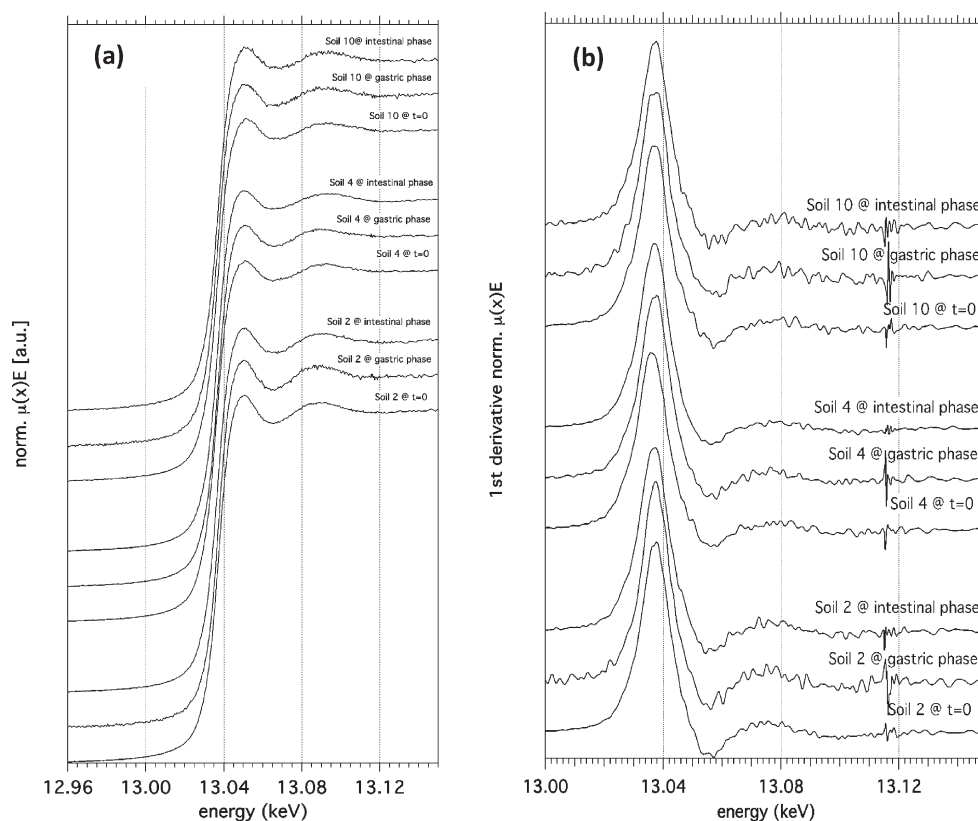 (a)
Soil 10@ intestinal phase
Soil 10 @ gastric phase
Soil 10 @ t=0
Soil 4 @ intestinal phase
Soil 4 @ gastric phase
Soil 4 @ t=0
Soil 2 @ intestinal phase
Soil 2 @ gastric phase
Soil 2 @ t=0
norm. μ(x)E [a.u.]
12.96 13.00 13.04 13.08 13.12
energy (keV)
(b)
Soil 10 @ intestinal phase
Soil 10 @ gastric phase
Soil 10 @ t=0
Soil 4 @ intestinal phase
Soil 4 @ gastric phase
Soil 4 @ t=0
Soil 2 @ intestinal phase
Soil 2 @ gastric phase
Soil 2 @ t=0
1st derivative norm. μ(x)E
13.00 13.04 13.08 13.12
energy (keV)